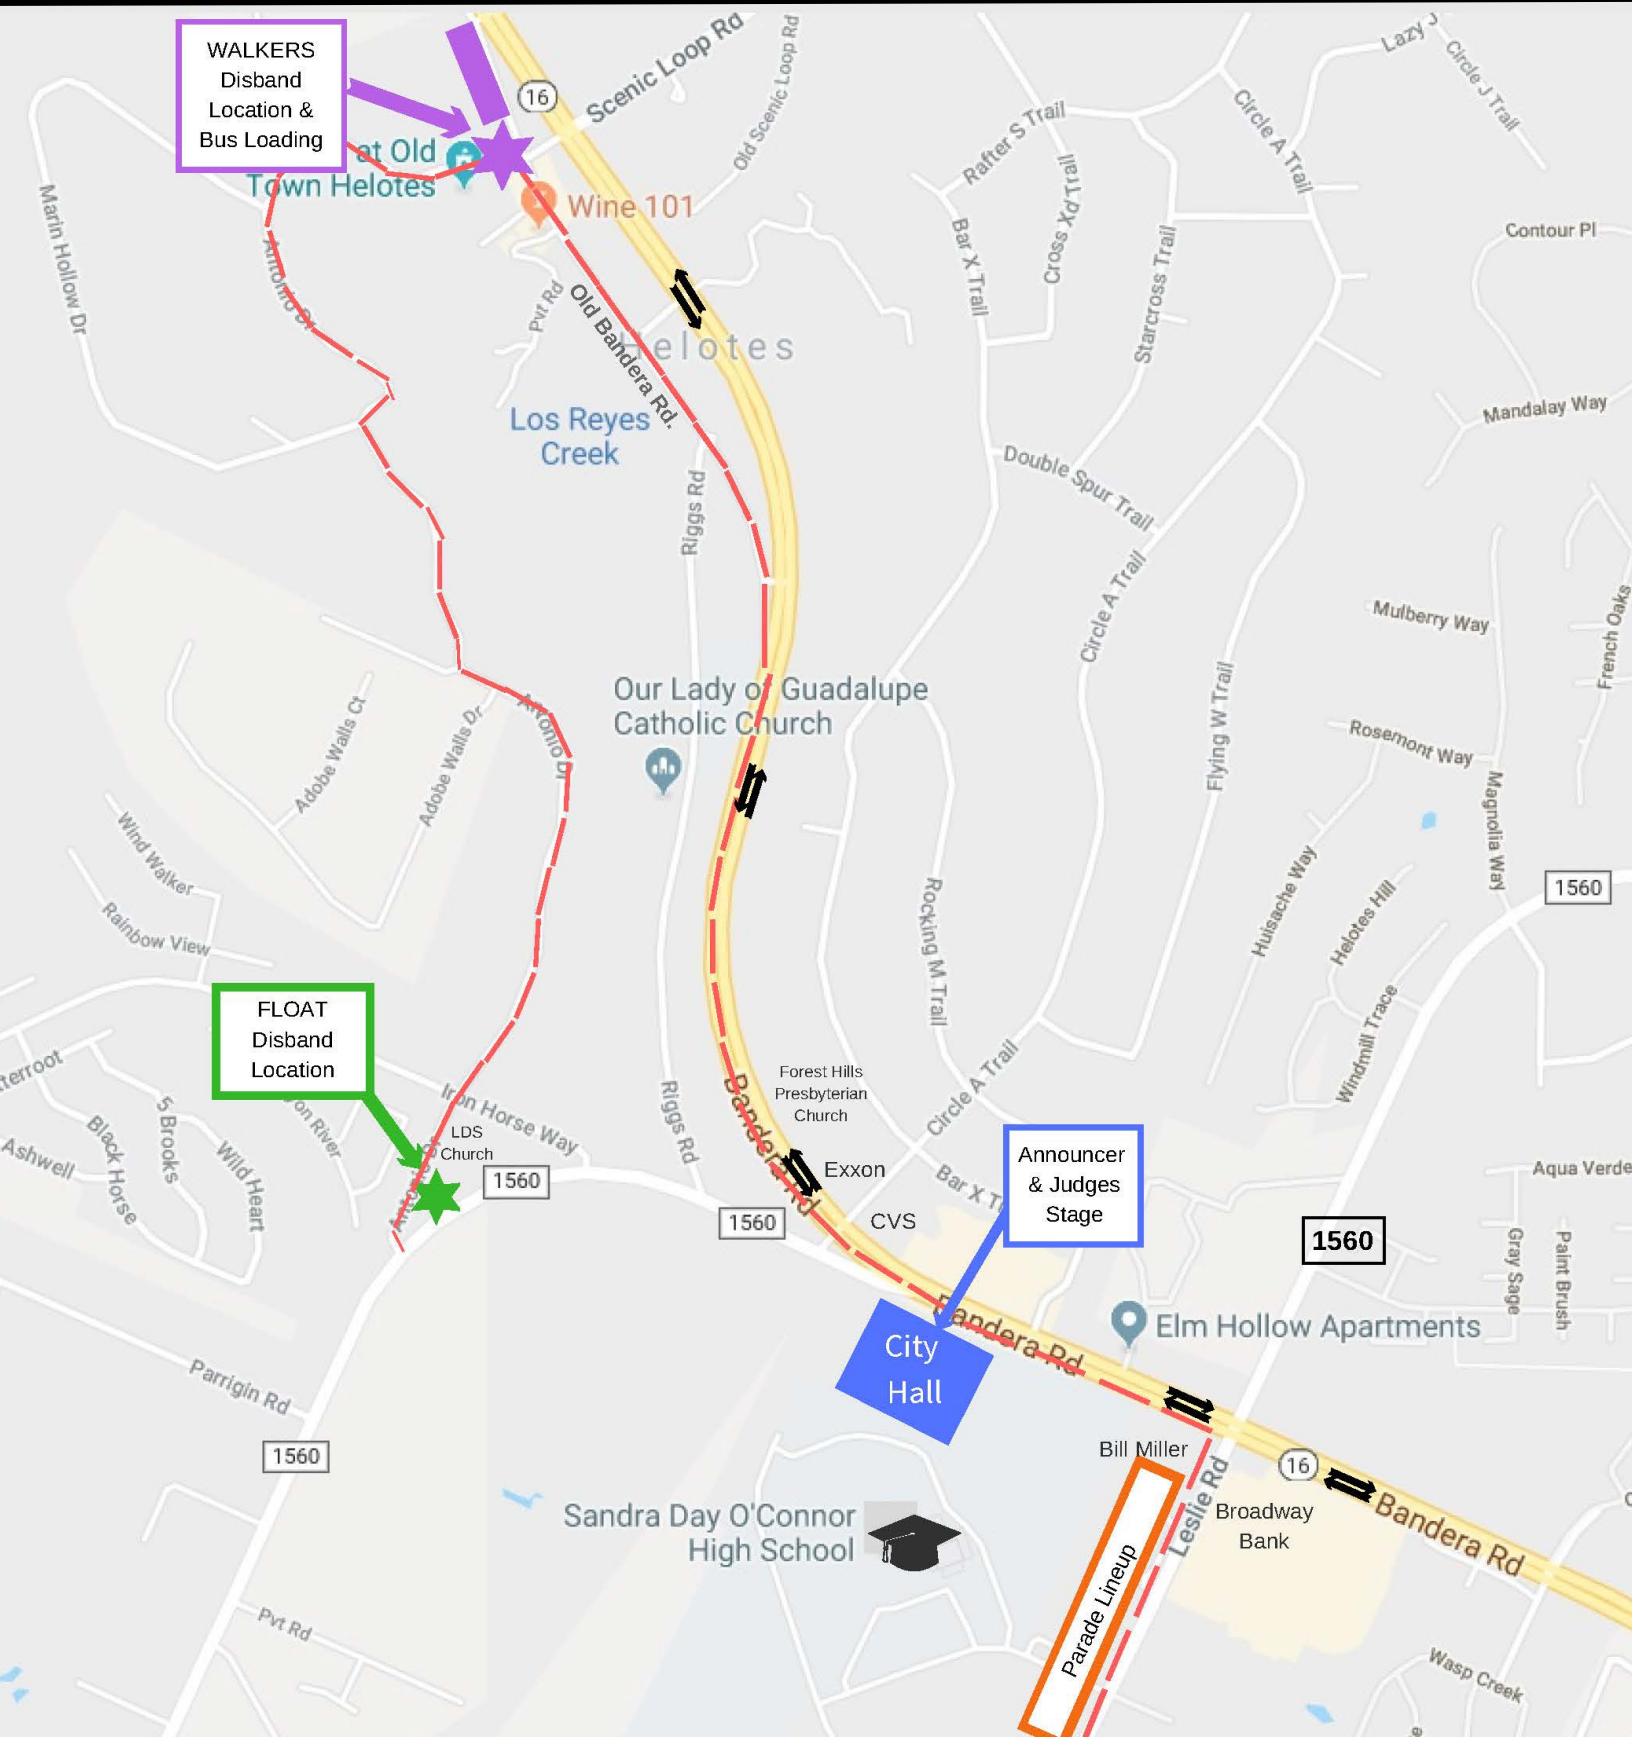 WALKERS
Disband
Location &
Bus Loading
at Old
Town Helotes
16
Scenic Loop Rd
Old Scenic Loop Rd
Wine 101
Marin Hollow Dr
Antonio Dr
Pvt Rd
Old Bandera Rd.
Helotes
Los Reyes
Creek
Riggs Rd
Rafter S Trail
Cross PX Trail
Bar X Trail
Starcross Trail
Circle A Trail
Lazy J
Circle J Trail
Contour Pl
Mandalay Way
Double Spur Trail
Circle A Trail
Flying W Trail
Mulberry Way
French Oaks
Rosemont Way
Magnolia Way
Our Lady of Guadalupe
Catholic Church
Adobe Walls Ct
Adobe Walls Dr
Antonio Dr
Wind Walker
Rainbow View
Rocking M Trail
Huisache Way
Helotes Hill
Windmill Trace
1560
FLOAT
Disband
Location
Iron Horse Way
LDS
Church
1560
Antonio Dr
terroot
Ashwell
Black Horse
5 Brooks
Wild Heart
on River
Riggs Rd
Bandera Rd
Forest Hills
Presbyterian
Church
Exxon
CVS
1560
Circle A Trail
Bar X T
Announcer
& Judges
Stage
1560
Aqua Verde
Gray Sage
Paint Brush
City
Hall
Bandera Rd
Elm Hollow Apartments
Parrigin Rd
1560
Bill Miller
16
Leslie Rd
Broadway
Bank
Bandera Rd
Sandra Day O'Connor
High School
Parade Lineup
Pvt Rd
Wasp Creek